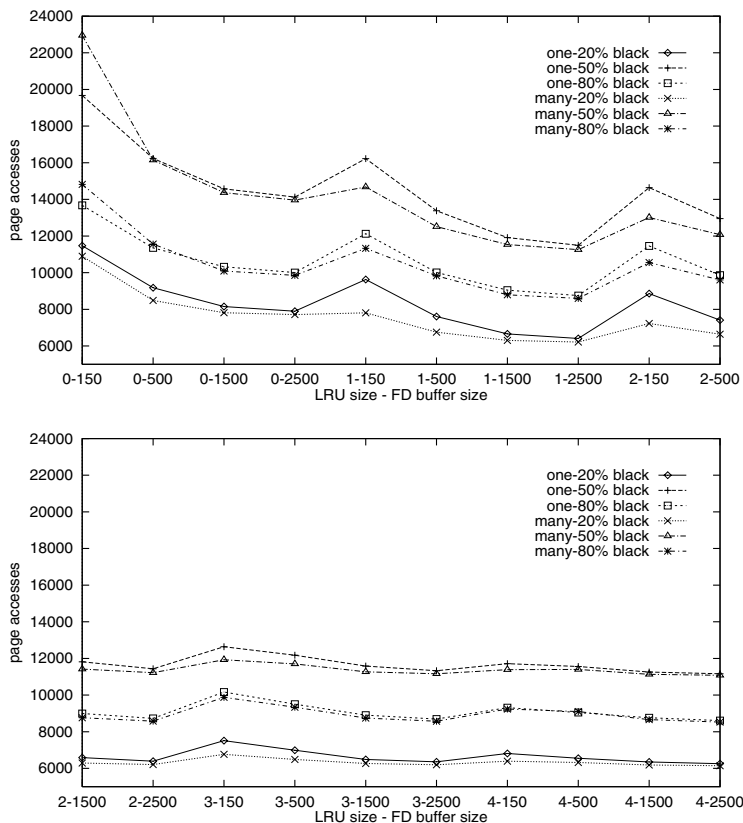 24000
22000
20000
18000
16000
14000
12000
10000
8000
6000
page accesses
one-20% black
one-50% black
one-80% black
many-20% black
many-50% black
many-80% black
0-150 0-500 0-1500 0-2500 1-150 1-500 1-1500 1-2500 2-150 2-500
LRU size - FD buffer size
24000
22000
20000
18000
16000
14000
12000
10000
8000
6000
page accesses
one-20% black
one-50% black
one-80% black
many-20% black
many-50% black
many-80% black
2-1500 2-2500 3-150 3-500 3-1500 3-2500 4-150 4-500 4-1500 4-2500
LRU size - FD buffer size